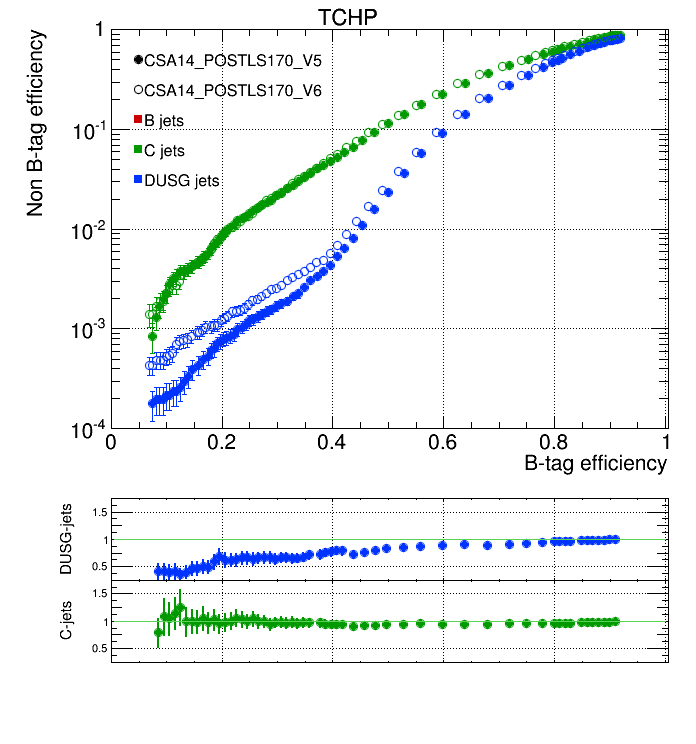 TCHP
Non B-tag efficiency
1
10-1
10-2
10-3
10-4
CSA14_POSTLS170_V5
CSA14_POSTLS170_V6
B jets
C jets
DUSG jets
0 0.2 0.4 0.6 0.8 1
B-tag efficiency
DUSG-jets
1.5
1
0.5
C-jets
1.5
1
0.5